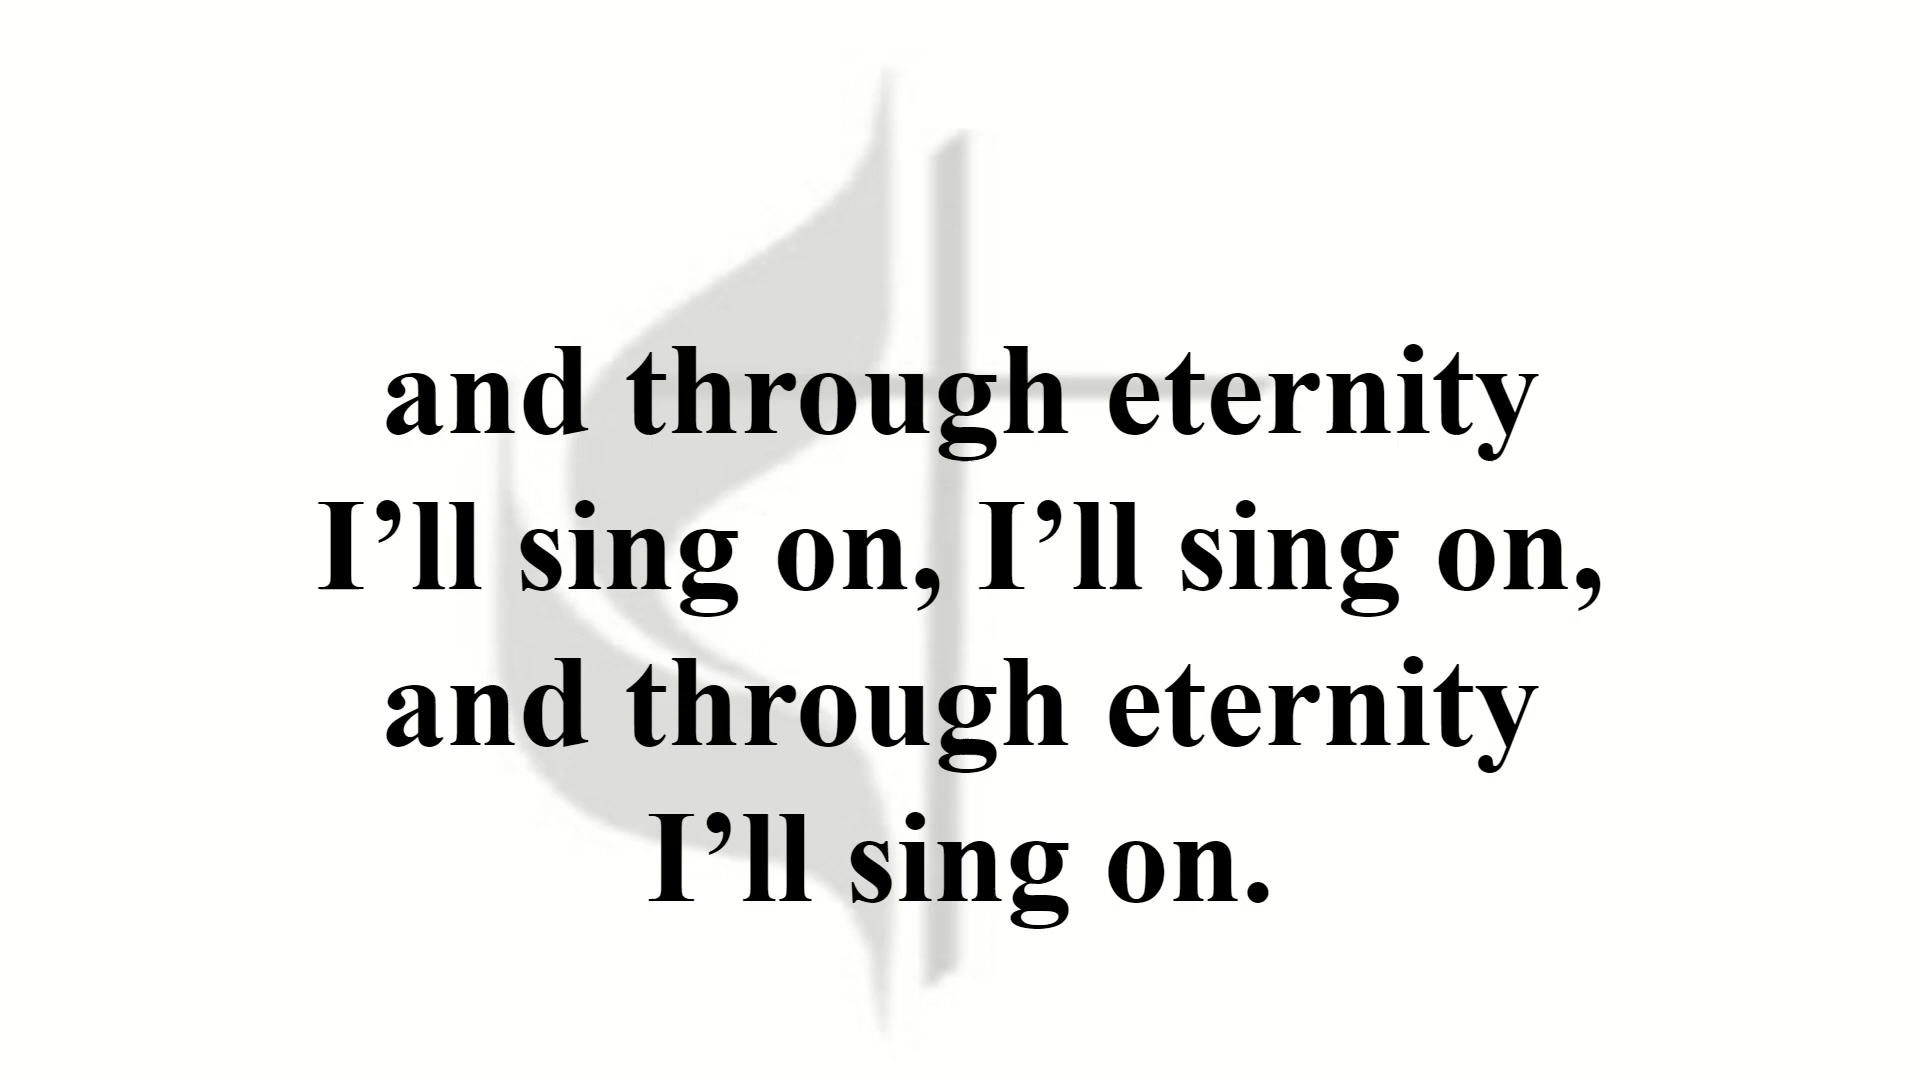 and through eternity
I’ll sing on, I’ll sing on,
and through eternity
I’ll sing on.